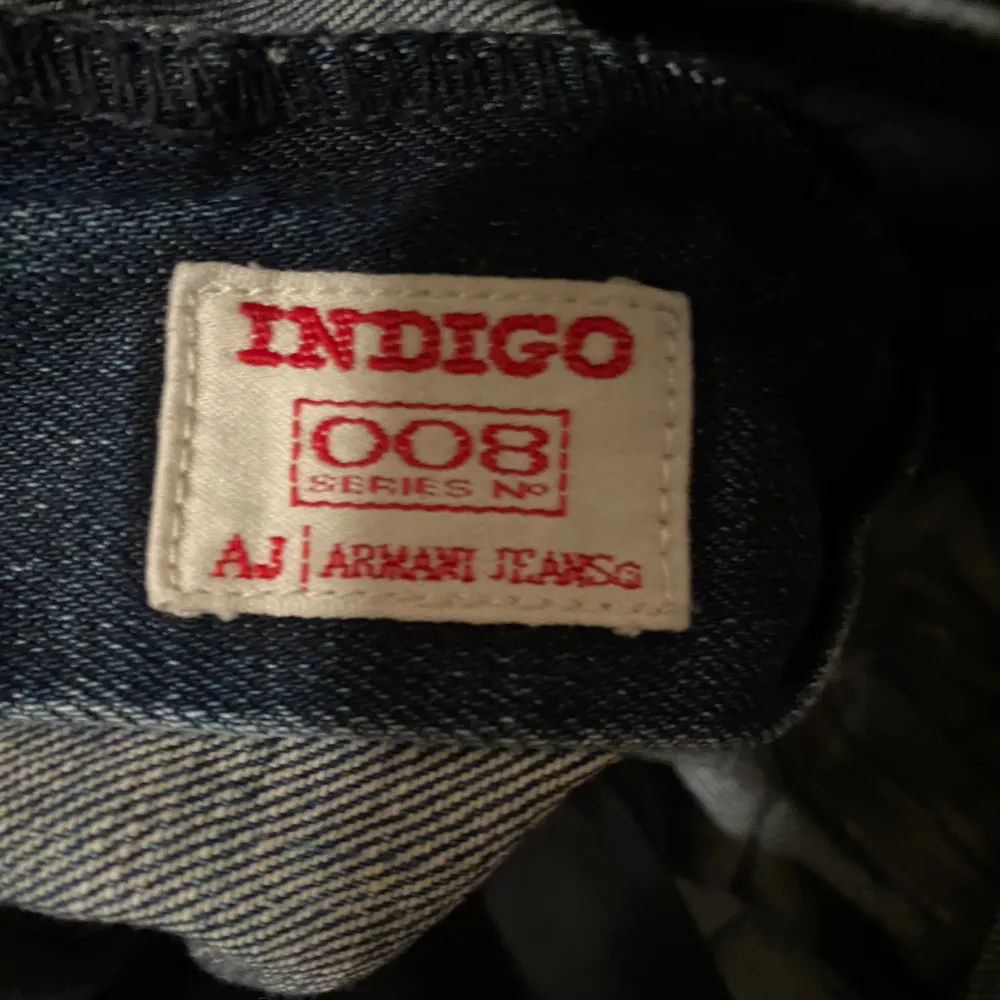 INDIGO
008
SERIES Nº
AJ | ARMANI JEANS